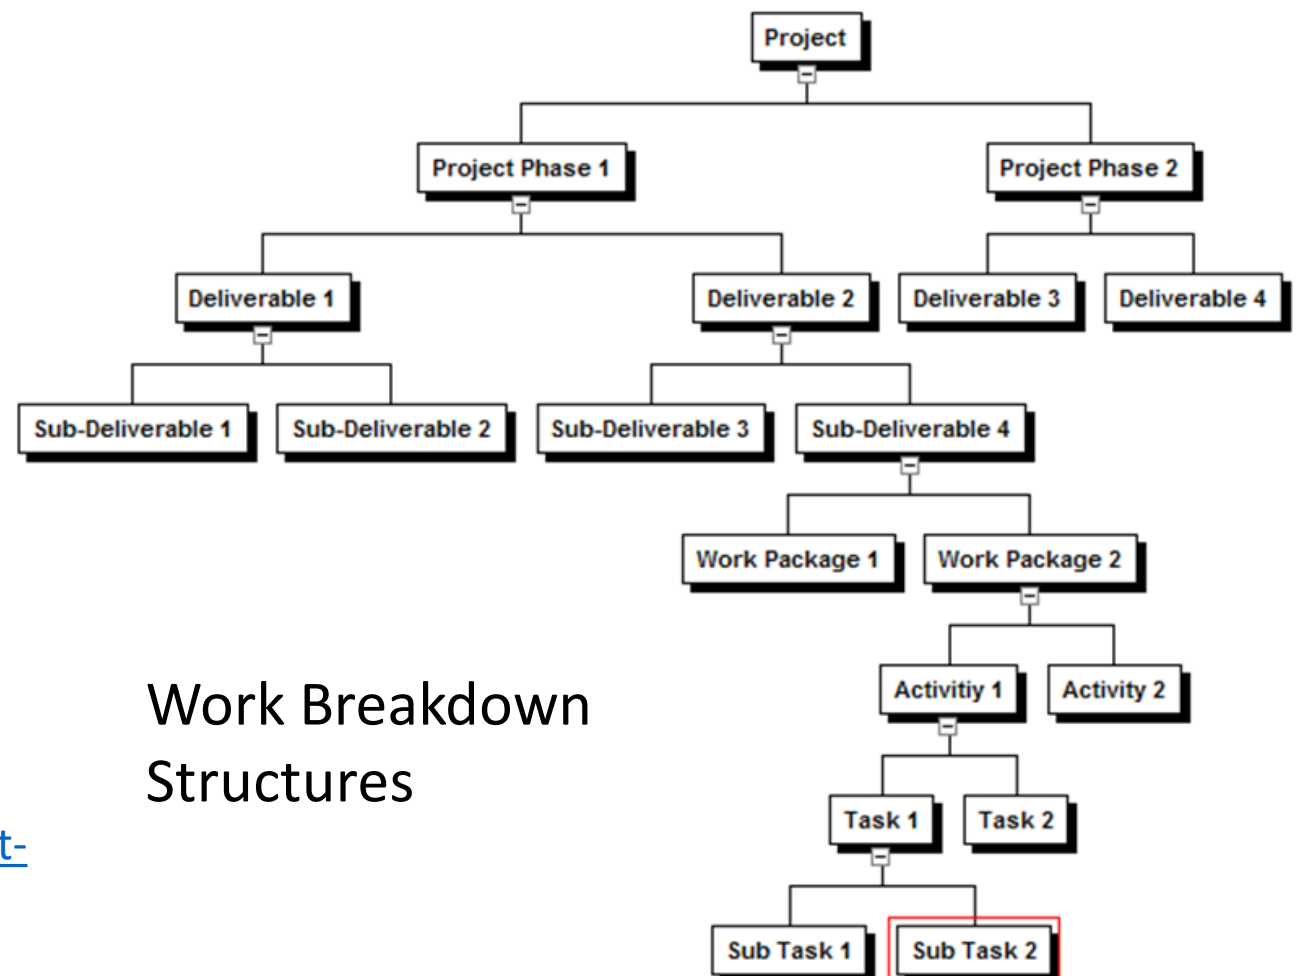 Project
Project Phase 1
Project Phase 2
Deliverable 1
Deliverable 2
Deliverable 3
Deliverable 4
Sub-Deliverable 1
Sub-Deliverable 2
Sub-Deliverable 3
Sub-Deliverable 4
Work Package 1
Work Package 2
Activitiy 1
Activity 2
Work Breakdown
Structures
Task 1
Task 2
t-
Sub Task 1
Sub Task 2